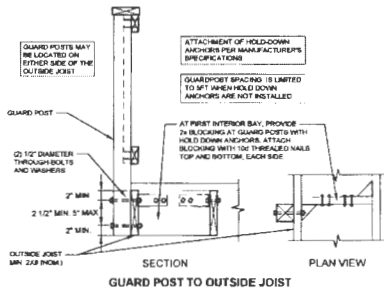 GUARD POSTS MAY
BE LOCATED ON
EITHER SIDE OF THE
OUTSIDE JOIST
ATTACHMENT OF HOLD-DOWN
ANCHORS PER MANUFACTURER'S
SPECIFICATIONS
GUARDPOST SPACING IS LIMITED
TO 5FT WHEN HOLD DOWN
ANCHORS ARE NOT INSTALLED
GUARD POST
AT FIRST INTERIOR BAY, PROVIDE
2x BLOCKING AT GUARD POSTS WITH
HOLD DOWN ANCHORS. ATTACH
BLOCKING WITH 10d THREADED NAILS
TOP AND BOTTOM, EACH SIDE
(2) 1/2" DIAMETER
THROUGH BOLTS
AND WASHERS
2" MIN
2 1/2" MIN. 5" MAX
2" MIN.
OUTSIDE JOIST
MIN. 2X8 (NOM.)
SECTION
PLAN VIEW
GUARD POST TO OUTSIDE JOIST